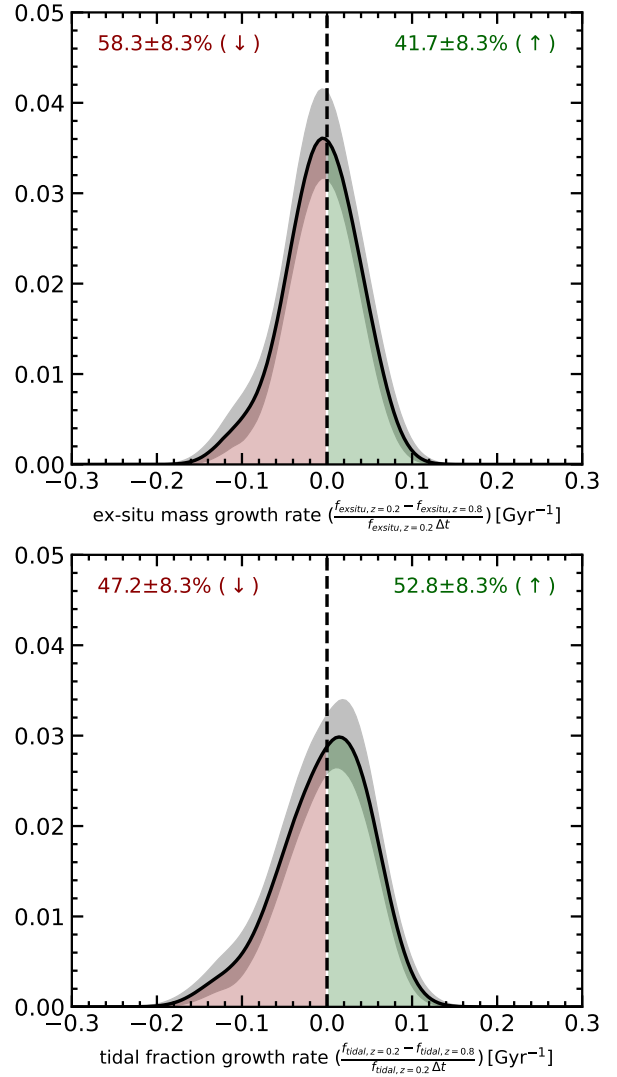 0.05
58.3±8.3% ( ↓ ) 41.7±8.3% ( ↑ )
0.04
0.03
0.02
0.01
0.00
−0.3 −0.2 −0.1 0.0 0.1 0.2 0.3
ex-situ mass growth rate (\frac{f_{exsitu, z=0.2} − f_{exsitu, z=0.8}}{f_{exsitu, z=0.2} Δt}) [Gyr⁻¹]
0.05
47.2±8.3% ( ↓ ) 52.8±8.3% ( ↑ )
0.04
0.03
0.02
0.01
0.00
−0.3 −0.2 −0.1 0.0 0.1 0.2 0.3
tidal fraction growth rate (\frac{f_{tidal, z=0.2} − f_{tidal, z=0.8}}{f_{tidal, z=0.2} Δt}) [Gyr⁻¹]